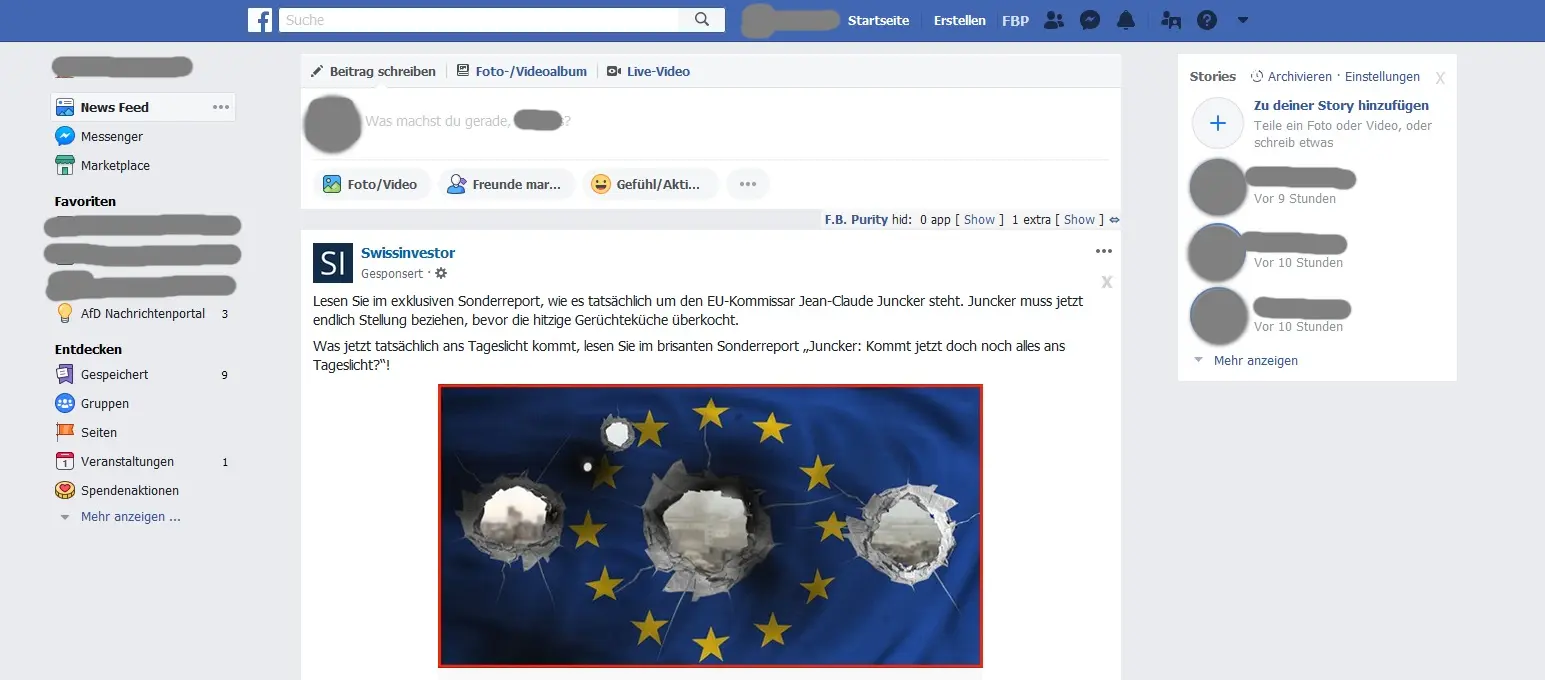 Suche
Startseite
Erstellen
FBP
News Feed
Messenger
Marketplace
Favoriten
AfD Nachrichtenportal 3
Entdecken
Gespeichert 9
Gruppen
Seiten
Veranstaltungen 1
Spendenaktionen
Mehr anzeigen ...
Beitrag schreiben
Foto-/Videoalbum
Live-Video
Was machst du gerade, ?
Foto/Video
Freunde mar...
Gefühl/Akti...
F.B. Purity hid: 0 app [ Show ] 1 extra [ Show ]
SI
Swissinvestor
Gesponsert ·
Lesen Sie im exklusiven Sonderreport, wie es tatsächlich um den EU-Kommissar Jean-Claude Juncker steht. Juncker muss jetzt
endlich Stellung beziehen, bevor die hitzige Gerüchteküche überkocht.
Was jetzt tatsächlich ans Tageslicht kommt, lesen Sie im brisanten Sonderreport „Juncker: Kommt jetzt doch noch alles ans
Tageslicht?“!
Stories
Archivieren · Einstellungen
X
Zu deiner Story hinzufügen
Teile ein Foto oder Video, oder
schreib etwas
Vor 9 Stunden
Vor 10 Stunden
Vor 10 Stunden
Mehr anzeigen